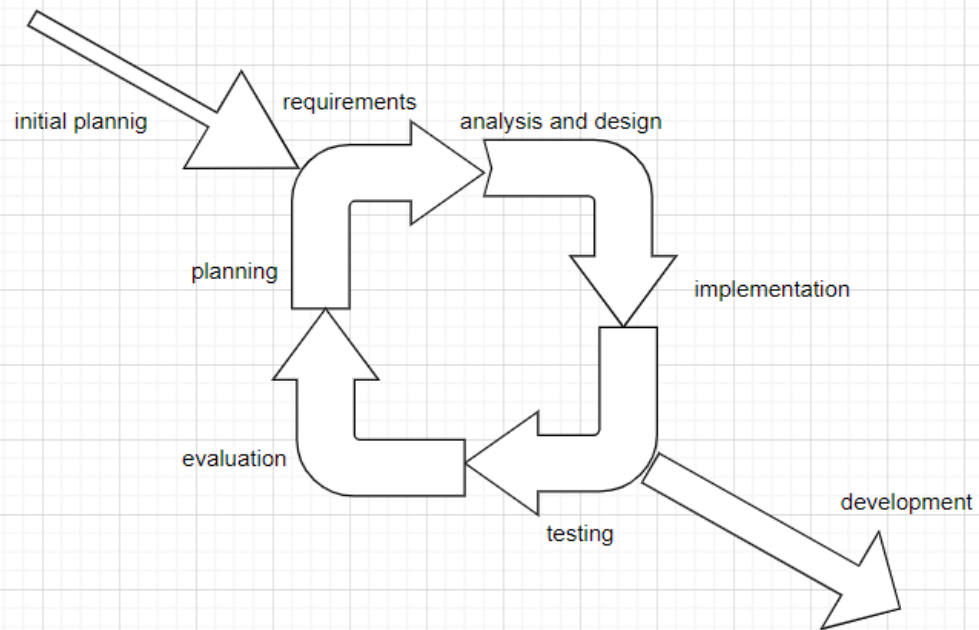 requirements
initial plannig
analysis and design
planning
implementation
evaluation
development
testing